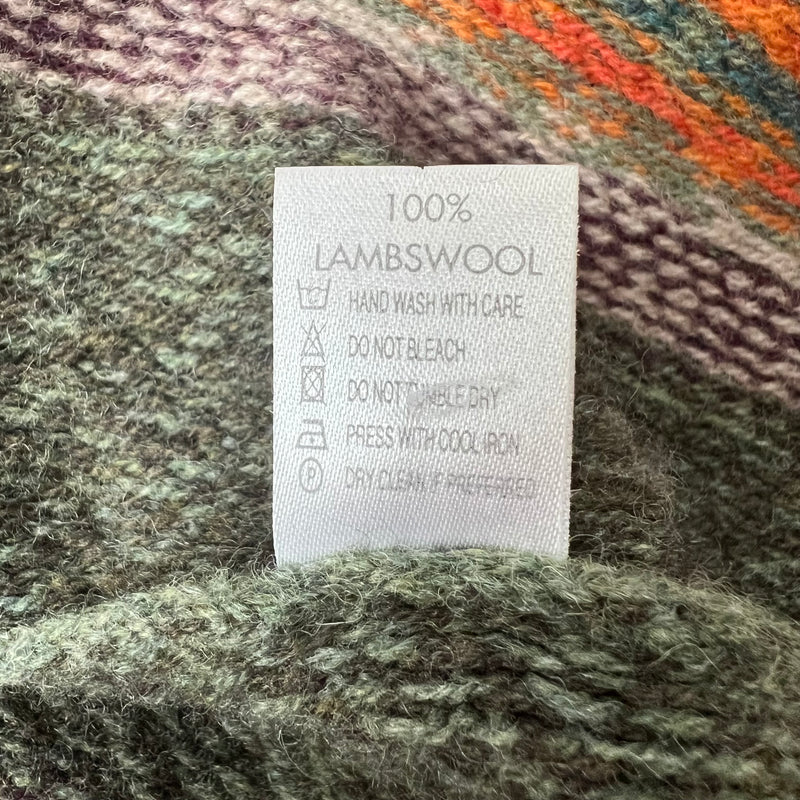 100%
LAMBSWOOL
HAND WASH WITH CARE
DO NOT BLEACH
DO NOT TUMBLE DRY
PRESS WITH COOL IRON
P DRY CLEAN IF PREFERRED